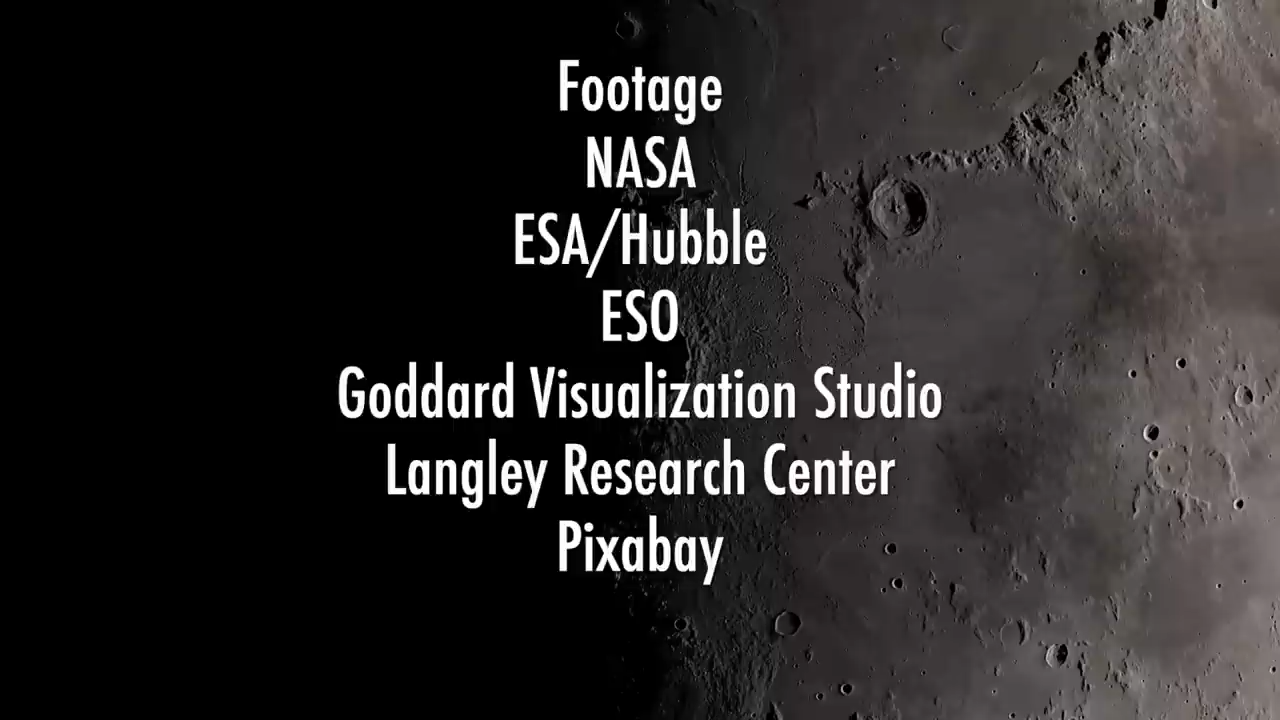 Footage
NASA
ESA/Hubble
ESO
Goddard Visualization Studio
Langley Research Center
Pixabay